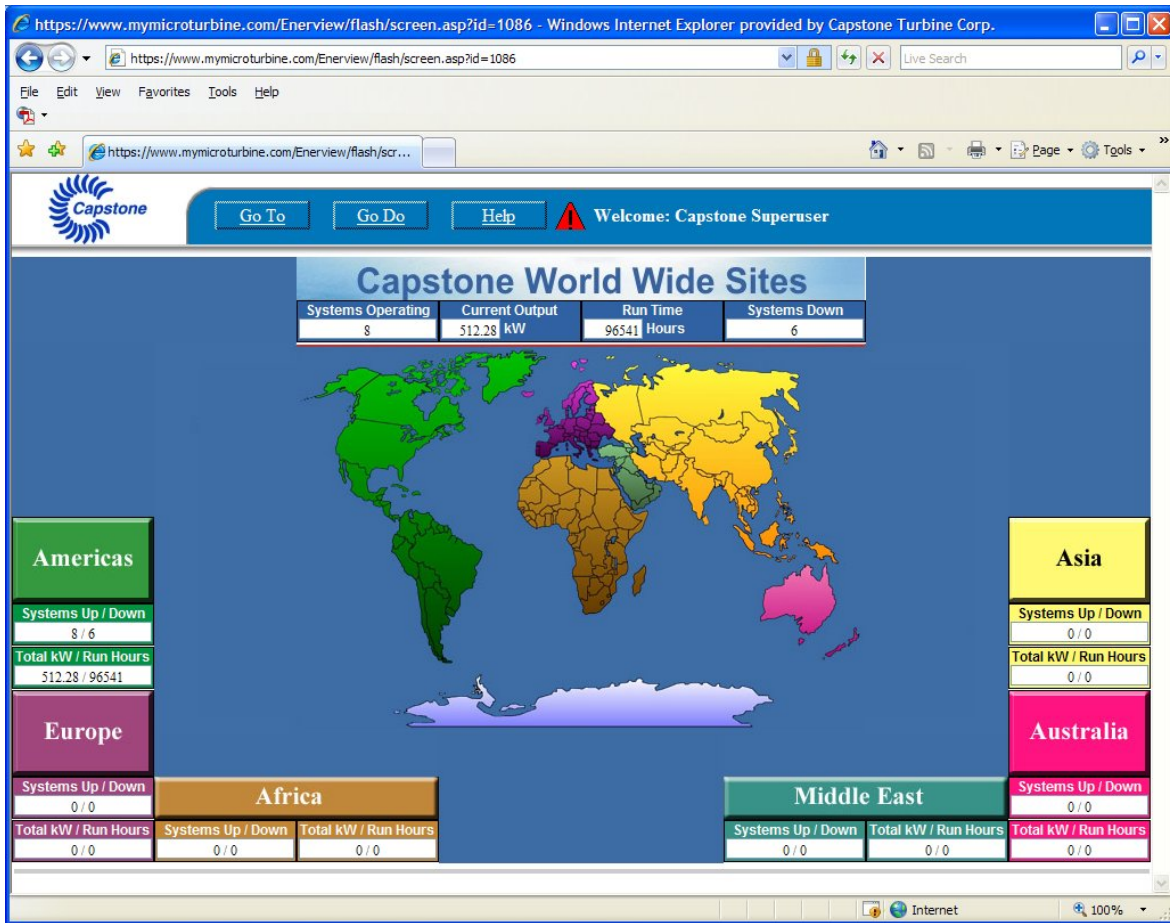 https://www.mymicroturbine.com/Enerview/flash/screen.asp?id=1086 - Windows Internet Explorer provided by Capstone Turbine Corp.
https://www.mymicroturbine.com/Enerview/flash/screen.asp?id=1086
Live Search
File Edit View Favorites Tools Help
https://www.mymicroturbine.com/Enerview/flash/scr...
Page Tools
Capstone
Go To Go Do Help Welcome: Capstone Superuser
Capstone World Wide Sites
Systems Operating Current Output Run Time Systems Down
8 512.28 kW 96541 Hours 6
Americas
Systems Up / Down
8 / 6
Total kW / Run Hours
512.28 / 96541
Asia
Systems Up / Down
0 / 0
Total kW / Run Hours
0 / 0
Europe
Systems Up / Down
0 / 0
Total kW / Run Hours
0 / 0
Africa
Systems Up / Down Total kW / Run Hours
0 / 0 0 / 0
Middle East
Systems Up / Down Total kW / Run Hours
0 / 0 0 / 0
Australia
Systems Up / Down
0 / 0
Total kW / Run Hours
0 / 0
Internet 100%